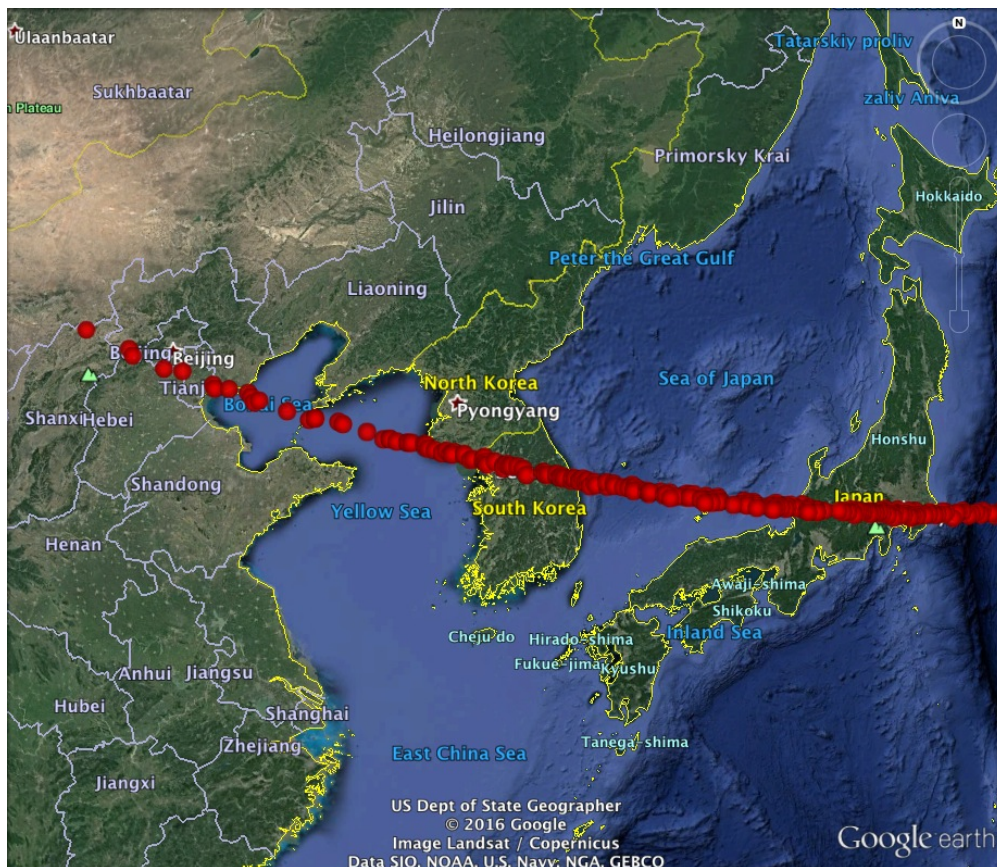 Ulaanbaatar
N
Tatarskiy proliv
Sukhbaatar
zaliv Aniva
n Plateau
Heilongjiang
Primorsky Krai
Hokkaido
Jilin
Peter the Great Gulf
Liaoning
Beijing
Beijing
Tianj
North Korea
Sea of Japan
Bo ai Sea
Pyongyang
Shanxi
Hebei
Honshu
Shandong
Japan
Yellow Sea
South Korea
Henan
Awaji-shima
Shikoku
Inland Sea
Cheju do
Hirado-shima
Fukue-jima
Kyushu
Anhui
Jiangsu
Hubei
Shanghai
Zhejiang
Tanega-shima
East China Sea
Jiangxi
US Dept of State Geographer
© 2016 Google
Image Landsat / Copernicus
Data SIO, NOAA, U.S. Navy, NGA, GEBCO
Google earth